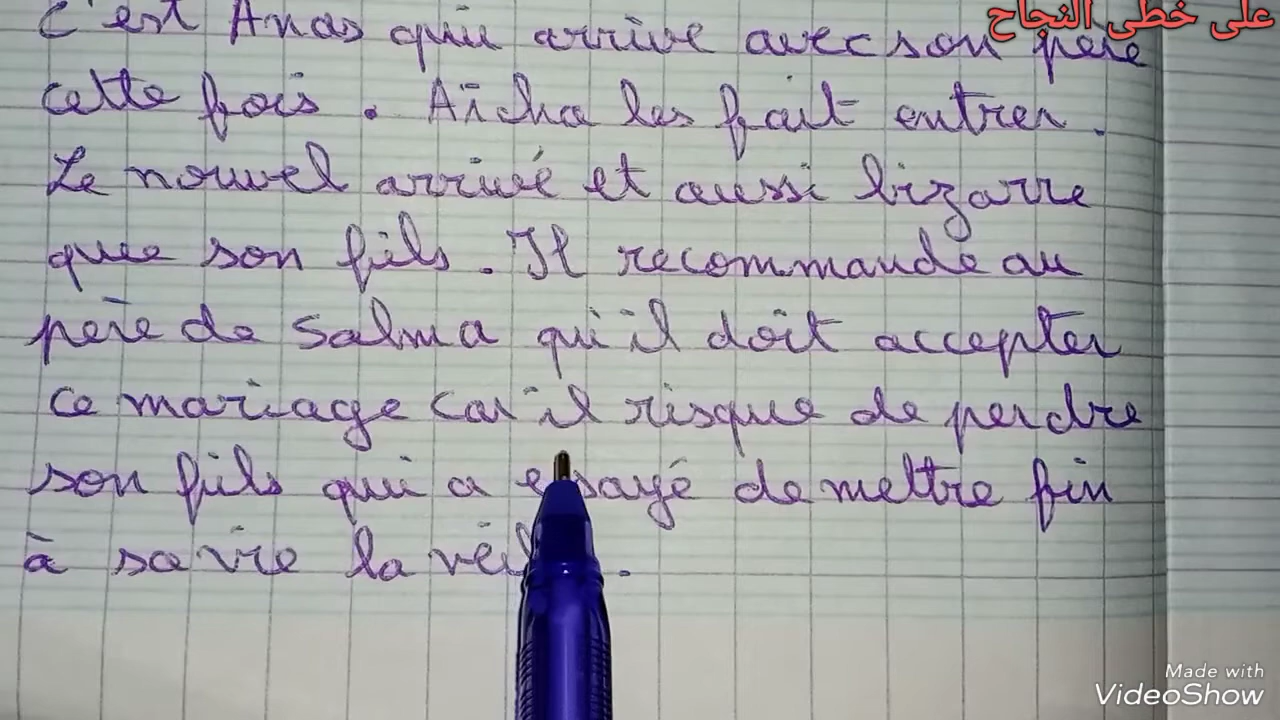 على خطى النجاح
C'est Anas qui arrive avec son père
cette fois. Aïcha les fait entrer.
Le nouvel arrivé et aussi bizarre
que son fils. Il recommande au
père de Salma qu'il doit accepter
ce mariage car il risque de perdre
son fils qui a essayé de mettre fin
à sa vie la
Made with
VideoShow